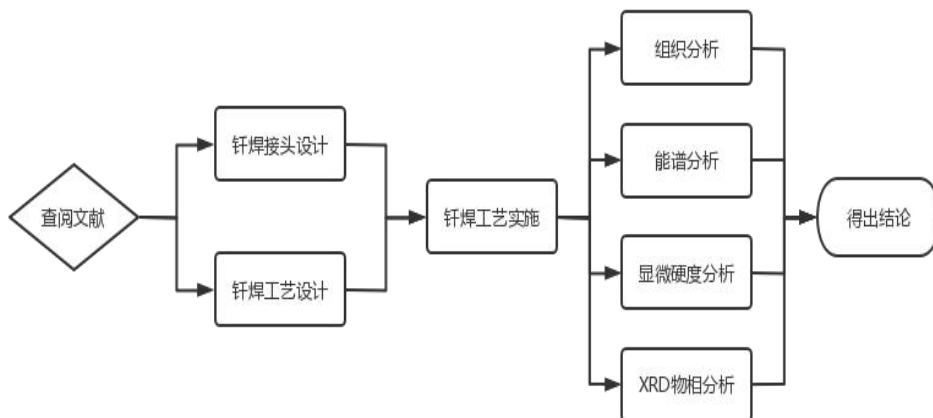 查阅文献
钎焊接头设计
钎焊工艺设计
钎焊工艺实施
组织分析
能谱分析
显微硬度分析
XRD物相分析
得出结论